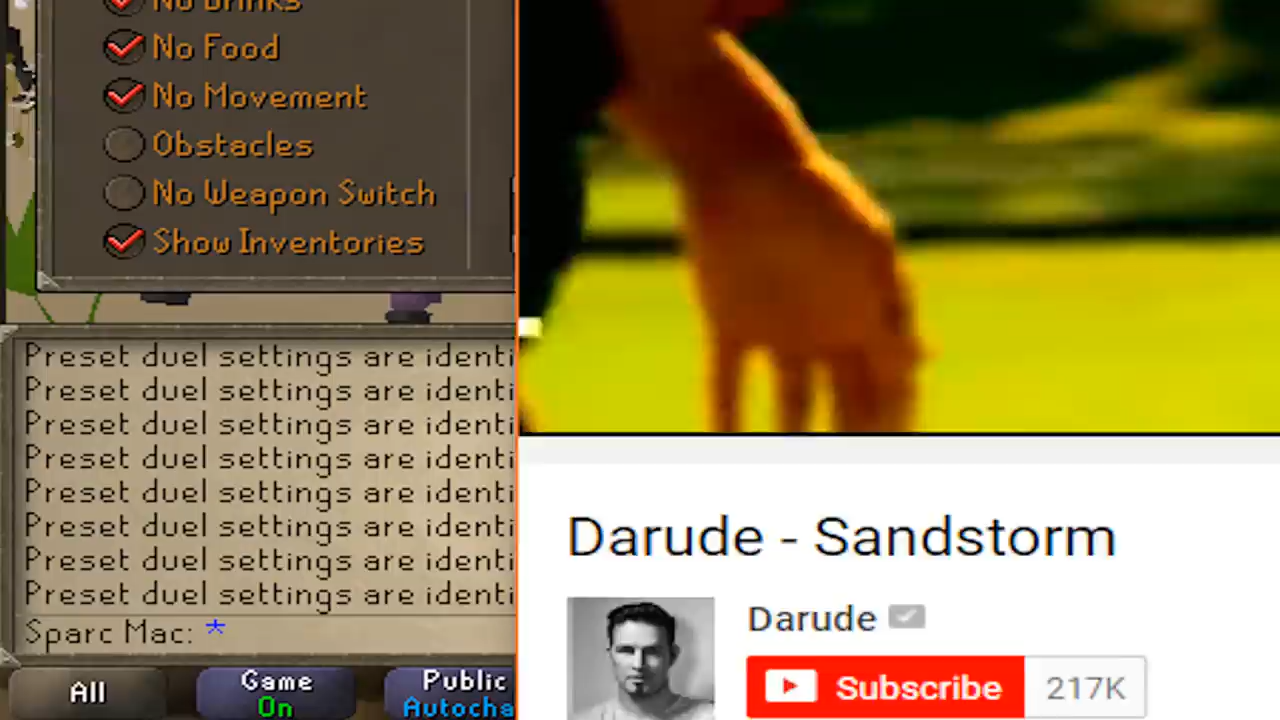 No Drinks
No Food
No Movement
Obstacles
No Weapon Switch
Show Inventories
Preset duel settings are identi
Preset duel settings are identi
Preset duel settings are identi
Preset duel settings are identi
Preset duel settings are identi
Preset duel settings are identi
Preset duel settings are identi
Preset duel settings are identi
Sparc Mac: *
All
Game
On
Public
Autocha
Darude - Sandstorm
Darude
Subscribe 217K